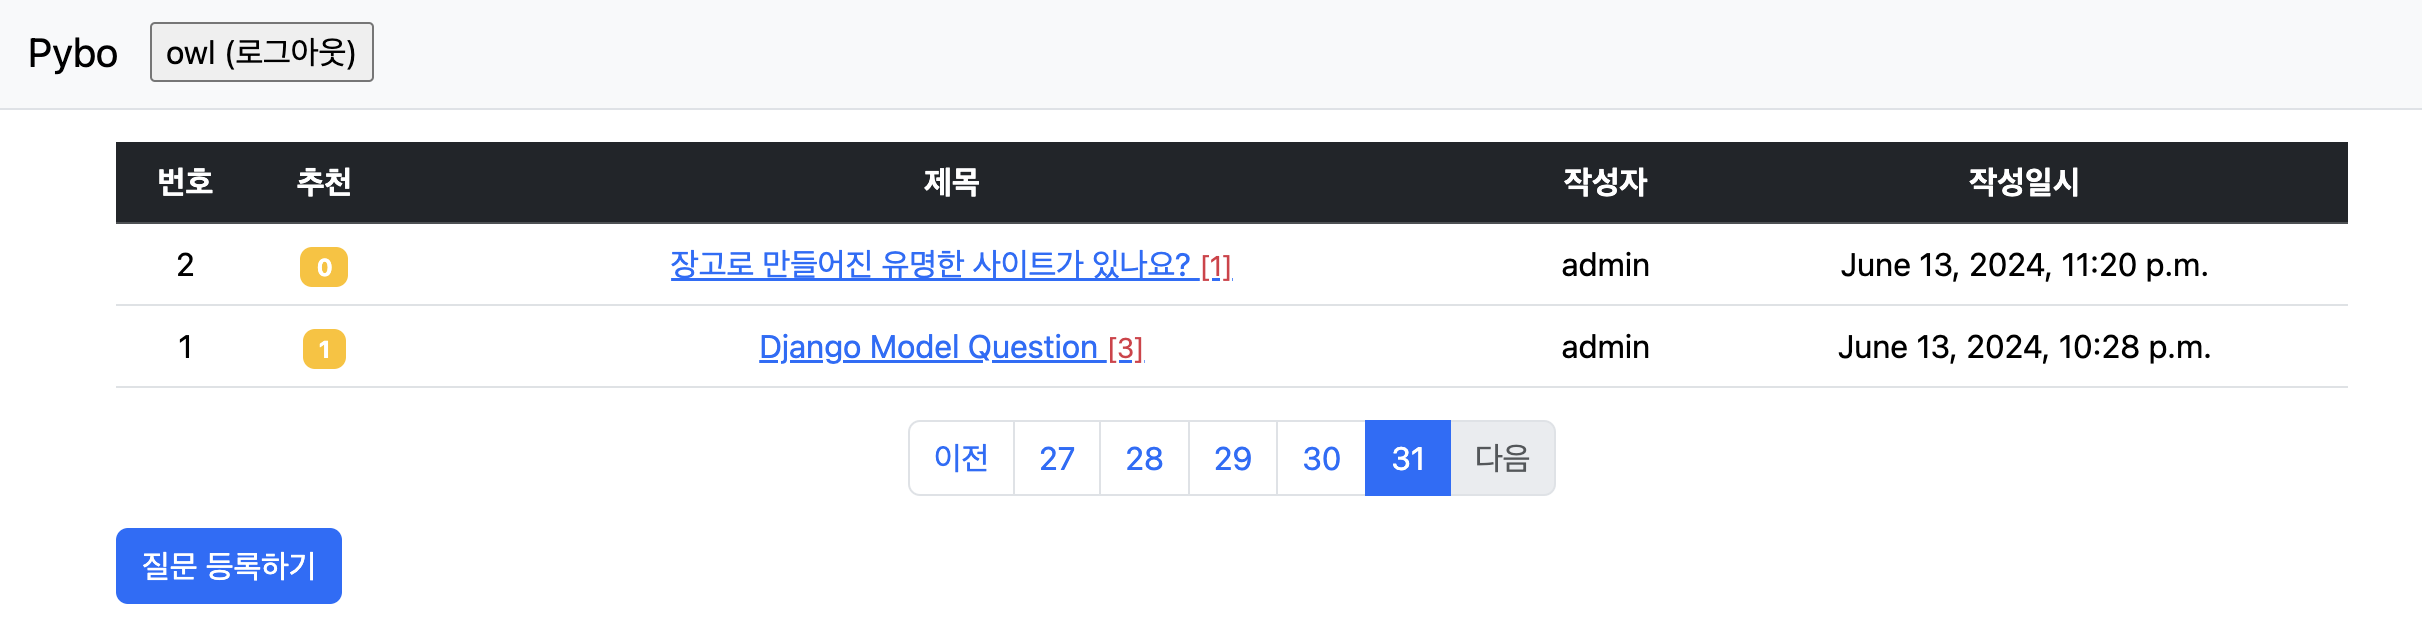 Pybo owl (로그아웃)
번호 추천 제목 작성자 작성일시
2 0 장고로 만들어진 유명한 사이트가 있나요? [1] admin June 13, 2024, 11:20 p.m.
1 1 Django Model Question [3] admin June 13, 2024, 10:28 p.m.
이전 27 28 29 30 31 다음
질문 등록하기